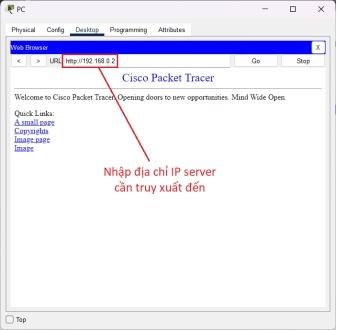 PC
Physical Config Desktop Programming Attributes
Web Browser X
< > URL http://192.168.0.2 Go Stop
Cisco Packet Tracer
Welcome to Cisco Packet Tracer. Opening doors to new opportunities. Mind Wide Open.
Quick Links:
A small page
Copyrights
Image page
Image
Nhập địa chỉ IP server
cần truy xuất đến
Top